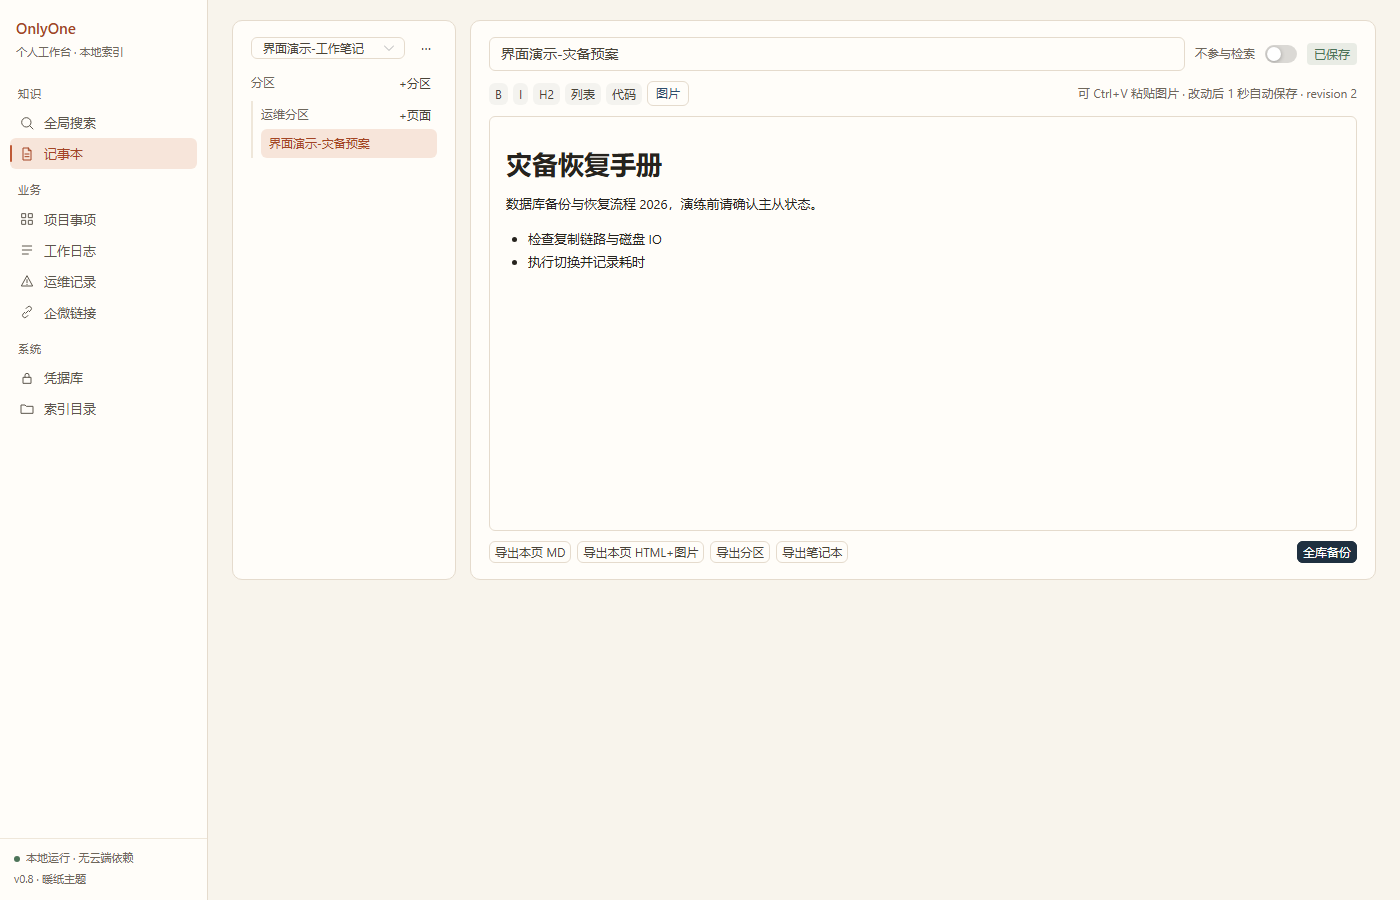 OnlyOne
个人工作台 · 本地索引
知识
全局搜索
记事本
业务
项目事项
工作日志
运维记录
企微链接
系统
凭据库
索引目录
本地运行 · 无云端依赖
v0.8 · 暖纸主题
界面演示-工作笔记 ···
分区 +分区
运维分区 +页面
界面演示-灾备预案
界面演示-灾备预案 不参与检索 已保存
B I H2 列表 代码 图片 可 Ctrl+V 粘贴图片 · 改动后 1 秒自动保存 · revision 2
灾备恢复手册
数据库备份与恢复流程 2026，演练前请确认主从状态。
• 检查复制链路与磁盘 IO
• 执行切换并记录耗时
导出本页 MD 导出本页 HTML+图片 导出分区 导出笔记本 全库备份